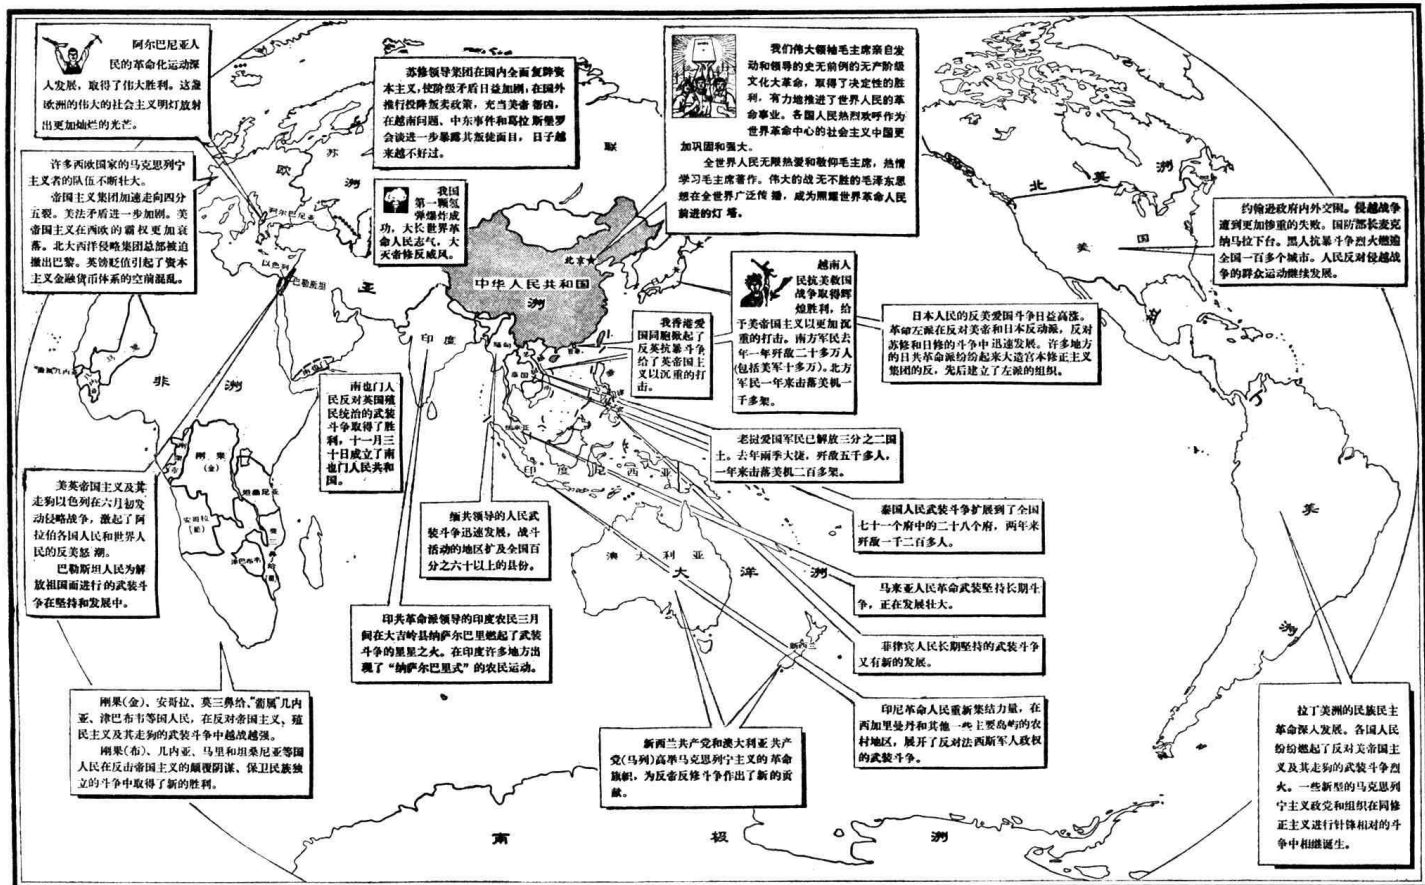 阿尔巴尼亚人
民的革命化运动深
入发展，取得了伟大胜利。这盏
欧洲的伟大的社会主义明灯放射
出更加灿烂的光芒。
许多西欧国家的马克思列宁
主义者的队伍不断壮大。
帝国主义集团加速走向四分
五裂。美法矛盾进一步加剧。美
帝国主义在西欧的霸权更加衰
落。北大西洋侵略集团总部被迫
撤出巴黎。英镑贬值引起了资本
主义金融货币体系的空前混乱。
苏修领导集团在国内全面复辟资
本主义，使阶级矛盾日益加剧；在国外
推行投降叛卖政策，充当美帝帮凶，
在越南问题、中东事件和葛拉斯堡罗
会谈进一步暴露其叛徒面目，日子越
来越不好过。
我国
第一颗氢
弹爆炸成
功，大长世界革
命人民志气，大
灭帝修反威风。
我们伟大领袖毛主席亲自发
动和领导的史无前例的无产阶级
文化大革命，取得了决定性的胜
利，有力地推进了世界人民的革
命事业。各国人民热烈欢呼作为
世界革命中心的社会主义中国更
加巩固和强大。
全世界人民无限热爱和敬仰毛主席，热情
学习毛主席著作。伟大的战无不胜的毛泽东思
想在全世界广泛传播，成为照耀世界革命人民
前进的灯塔。
约翰逊政府内外交困。侵越战争
遭到更加惨重的失败。国防部长麦克
纳马拉下台。黑人抗暴斗争烈火燃遍
全国一百多个城市。人民反对侵越战
争的群众运动继续发展。
越南人
民抗美救国
战争取得辉
煌胜利，给
于美帝国主义以更加沉
重的打击。南方军民去
年一年歼敌二十多万人
(包括美军十多万)。北方
军民一年来击落美机一
千多架。
我香港爱
国同胞掀起了
反英抗暴斗争
给了英帝国主
义以沉重的打
击。
日本人民的反美爱国斗争日益高涨。
革命左派在反对美帝和日本反动派，反对
苏修和日修的斗争中迅速发展。许多地方
的日共革命派纷纷起来大造宫本修正主义
集团的反，先后建立了左派的组织。
南也门人
民反对英国殖
民统治的武装
斗争取得了胜
利，十一月三
十日成立了南
也门人民共和
国。
老挝爱国军民已解放三分之二国
土。去年雨季大捷，歼敌五千多人，
一年来击落美机二百多架。
美英帝国主义及其
走狗以色列在六月初发
动侵略战争，激起了阿
拉伯各国人民和世界人
民的反美怒潮。
巴勒斯坦人民为解
放祖国而进行的武装斗
争在坚持和发展中。
缅共领导的人民武
装斗争迅速发展，战斗
活动的地区扩及全国百
分之六十以上的县份。
泰国人民武装斗争扩展到了全国
七十一个府中的二十八个府，两年来
歼敌一千二百多人。
马来亚人民革命武装坚持长期斗
争，正在发展壮大。
印共革命派领导的印度农民三月
间在大吉岭县纳萨尔巴里燃起了武装
斗争的星星之火。在印度许多地方出
现了“纳萨尔巴里式”的农民运动。
菲律宾人民长期坚持的武装斗争
又有新的发展。
刚果(金)、安哥拉、莫三鼻给、“葡属”几内
亚、津巴布韦等国人民，在反对帝国主义、殖
民主义及其走狗的武装斗争中越战越强。
刚果(布)、几内亚、马里和坦桑尼亚等国
人民在反击帝国主义的颠覆阴谋、保卫民族独
立的斗争中取得了新的胜利。
印尼革命人民重新集结力量，在
西加里曼丹和其他一些主要岛屿的农
村地区，展开了反对法西斯军人政权
的武装斗争。
新西兰共产党和澳大利亚共产
党(马列)高举马克思列宁主义的革命
旗帜，为反帝反修斗争作出了新的贡
献。
拉丁美洲的民族民主
革命深入发展。各国人民
纷纷燃起了反对美帝国主
义及其走狗的武装斗争烈
火。一些新型的马克思列
宁主义政党和组织在同修
正主义进行针锋相对的斗
争中相继诞生。
欧
洲
苏
联
阿尔巴尼亚
以色列
巴勒斯坦
亚
洲
北京
中华人民共和国
印度
缅甸
泰国
非洲
马里
几内亚
南也门
刚果
(金)
坦桑尼亚
安哥拉
(葡)
津巴布韦
印度尼西亚
澳大利亚
大洋洲
新西兰
北美洲
美国
南美洲
南极洲